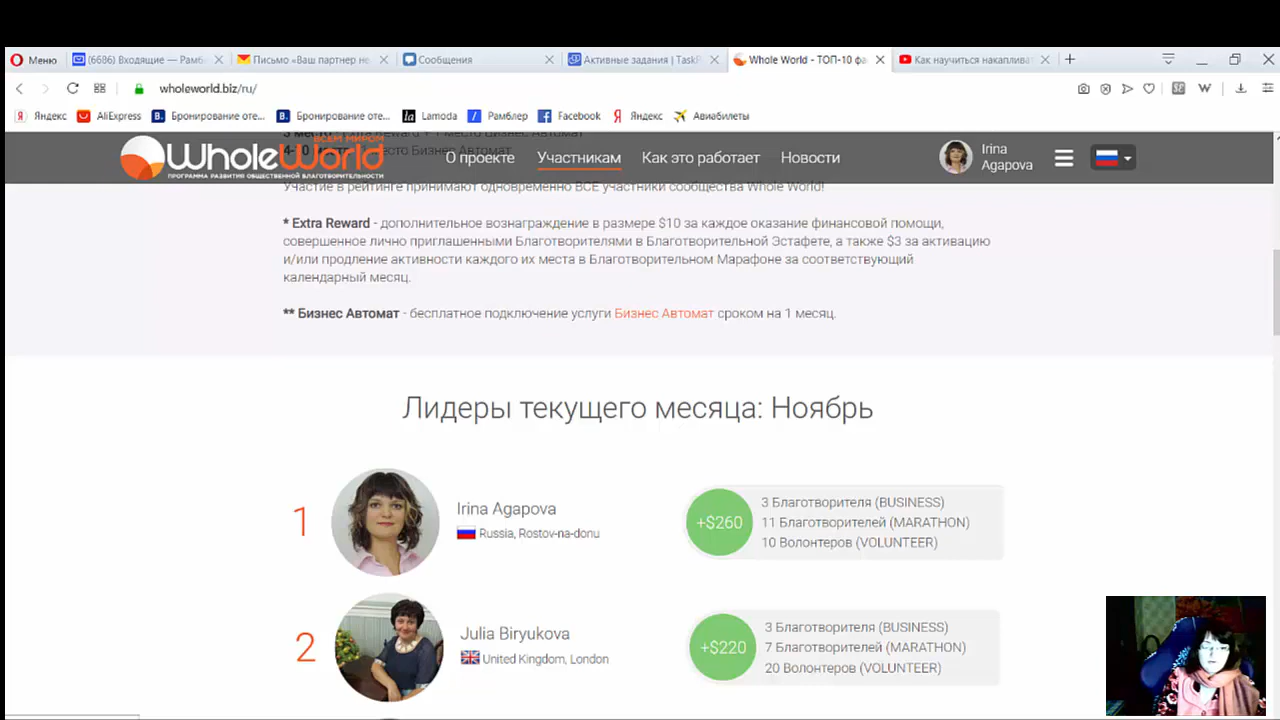 Меню
(6686) Входящие — Рамб
Письмо «Ваш партнер не
Сообщения
Активные задания | TaskP
Whole World - ТОП-10 фа
Как научиться накаплива
wholeworld.biz/ru/
Яндекс
AliExpress
Бронирование оте...
Бронирование оте...
Lamoda
Рамблер
Facebook
Яндекс
Авиабилеты
ВСЕМ МИРОМ
WholeWorld
ПРОГРАММА РАЗВИТИЯ ОБЩЕСТВЕННОЙ БЛАГОТВОРИТЕЛЬНОСТИ
О проекте
Участникам
Как это работает
Новости
Irina
Agapova
Участие в рейтинге принимают одновременно ВСЕ участники сообщества Whole World!
* Extra Reward - дополнительное вознаграждение в размере $10 за каждое оказание финансовой помощи,
совершенное лично приглашенными Благотворителями в Благотворительной Эстафете, а также $3 за активацию
и/или продление активности каждого их места в Благотворительном Марафоне за соответствующий
календарный месяц.
** Бизнес Автомат - бесплатное подключение услуги Бизнес Автомат сроком на 1 месяц.
Лидеры текущего месяца: Ноябрь
1
Irina Agapova
Russia, Rostov-na-donu
+$260
3 Благотворителя (BUSINESS)
11 Благотворителей (MARATHON)
10 Волонтеров (VOLUNTEER)
2
Julia Biryukova
United Kingdom, London
+$220
3 Благотворителя (BUSINESS)
7 Благотворителей (MARATHON)
20 Волонтеров (VOLUNTEER)